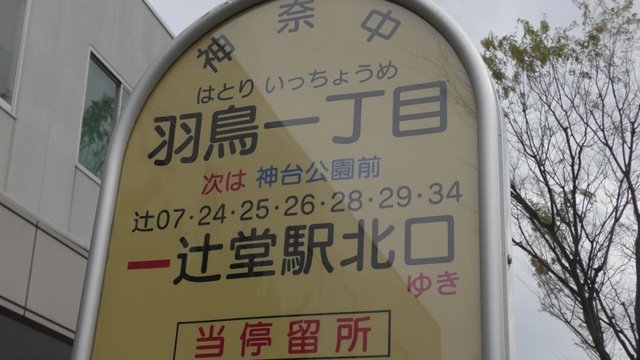 神奈中
はとり いっちょうめ
羽鳥一丁目
次は 神台公園前
辻07・24・25・26・28・29・34
辻堂駅北口
ゆき
当停留所